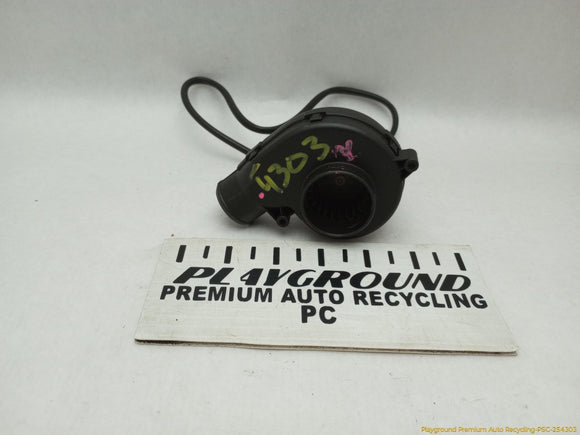 4303
PLAYGROUND
PREMIUM AUTO RECYCLING
PC
Playground Premium Auto Recycling-PSC-254303